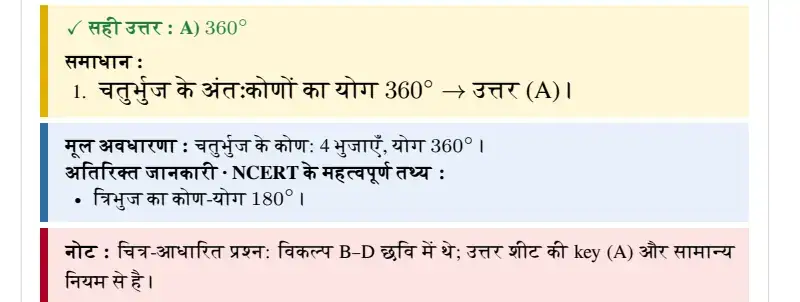 ✓ सही उत्तर : A) 360°
समाधान :
1. चतुर्भुज के अंतःकोणों का योग 360° → उत्तर (A)।
मूल अवधारणा : चतुर्भुज के कोण: 4 भुजाएँ, योग 360°।
अतिरिक्त जानकारी · NCERT के महत्वपूर्ण तथ्य :
• त्रिभुज का कोण-योग 180°।
नोट : चित्र-आधारित प्रश्न: विकल्प B–D छवि में थे; उत्तर शीट की key (A) और सामान्य
नियम से है।